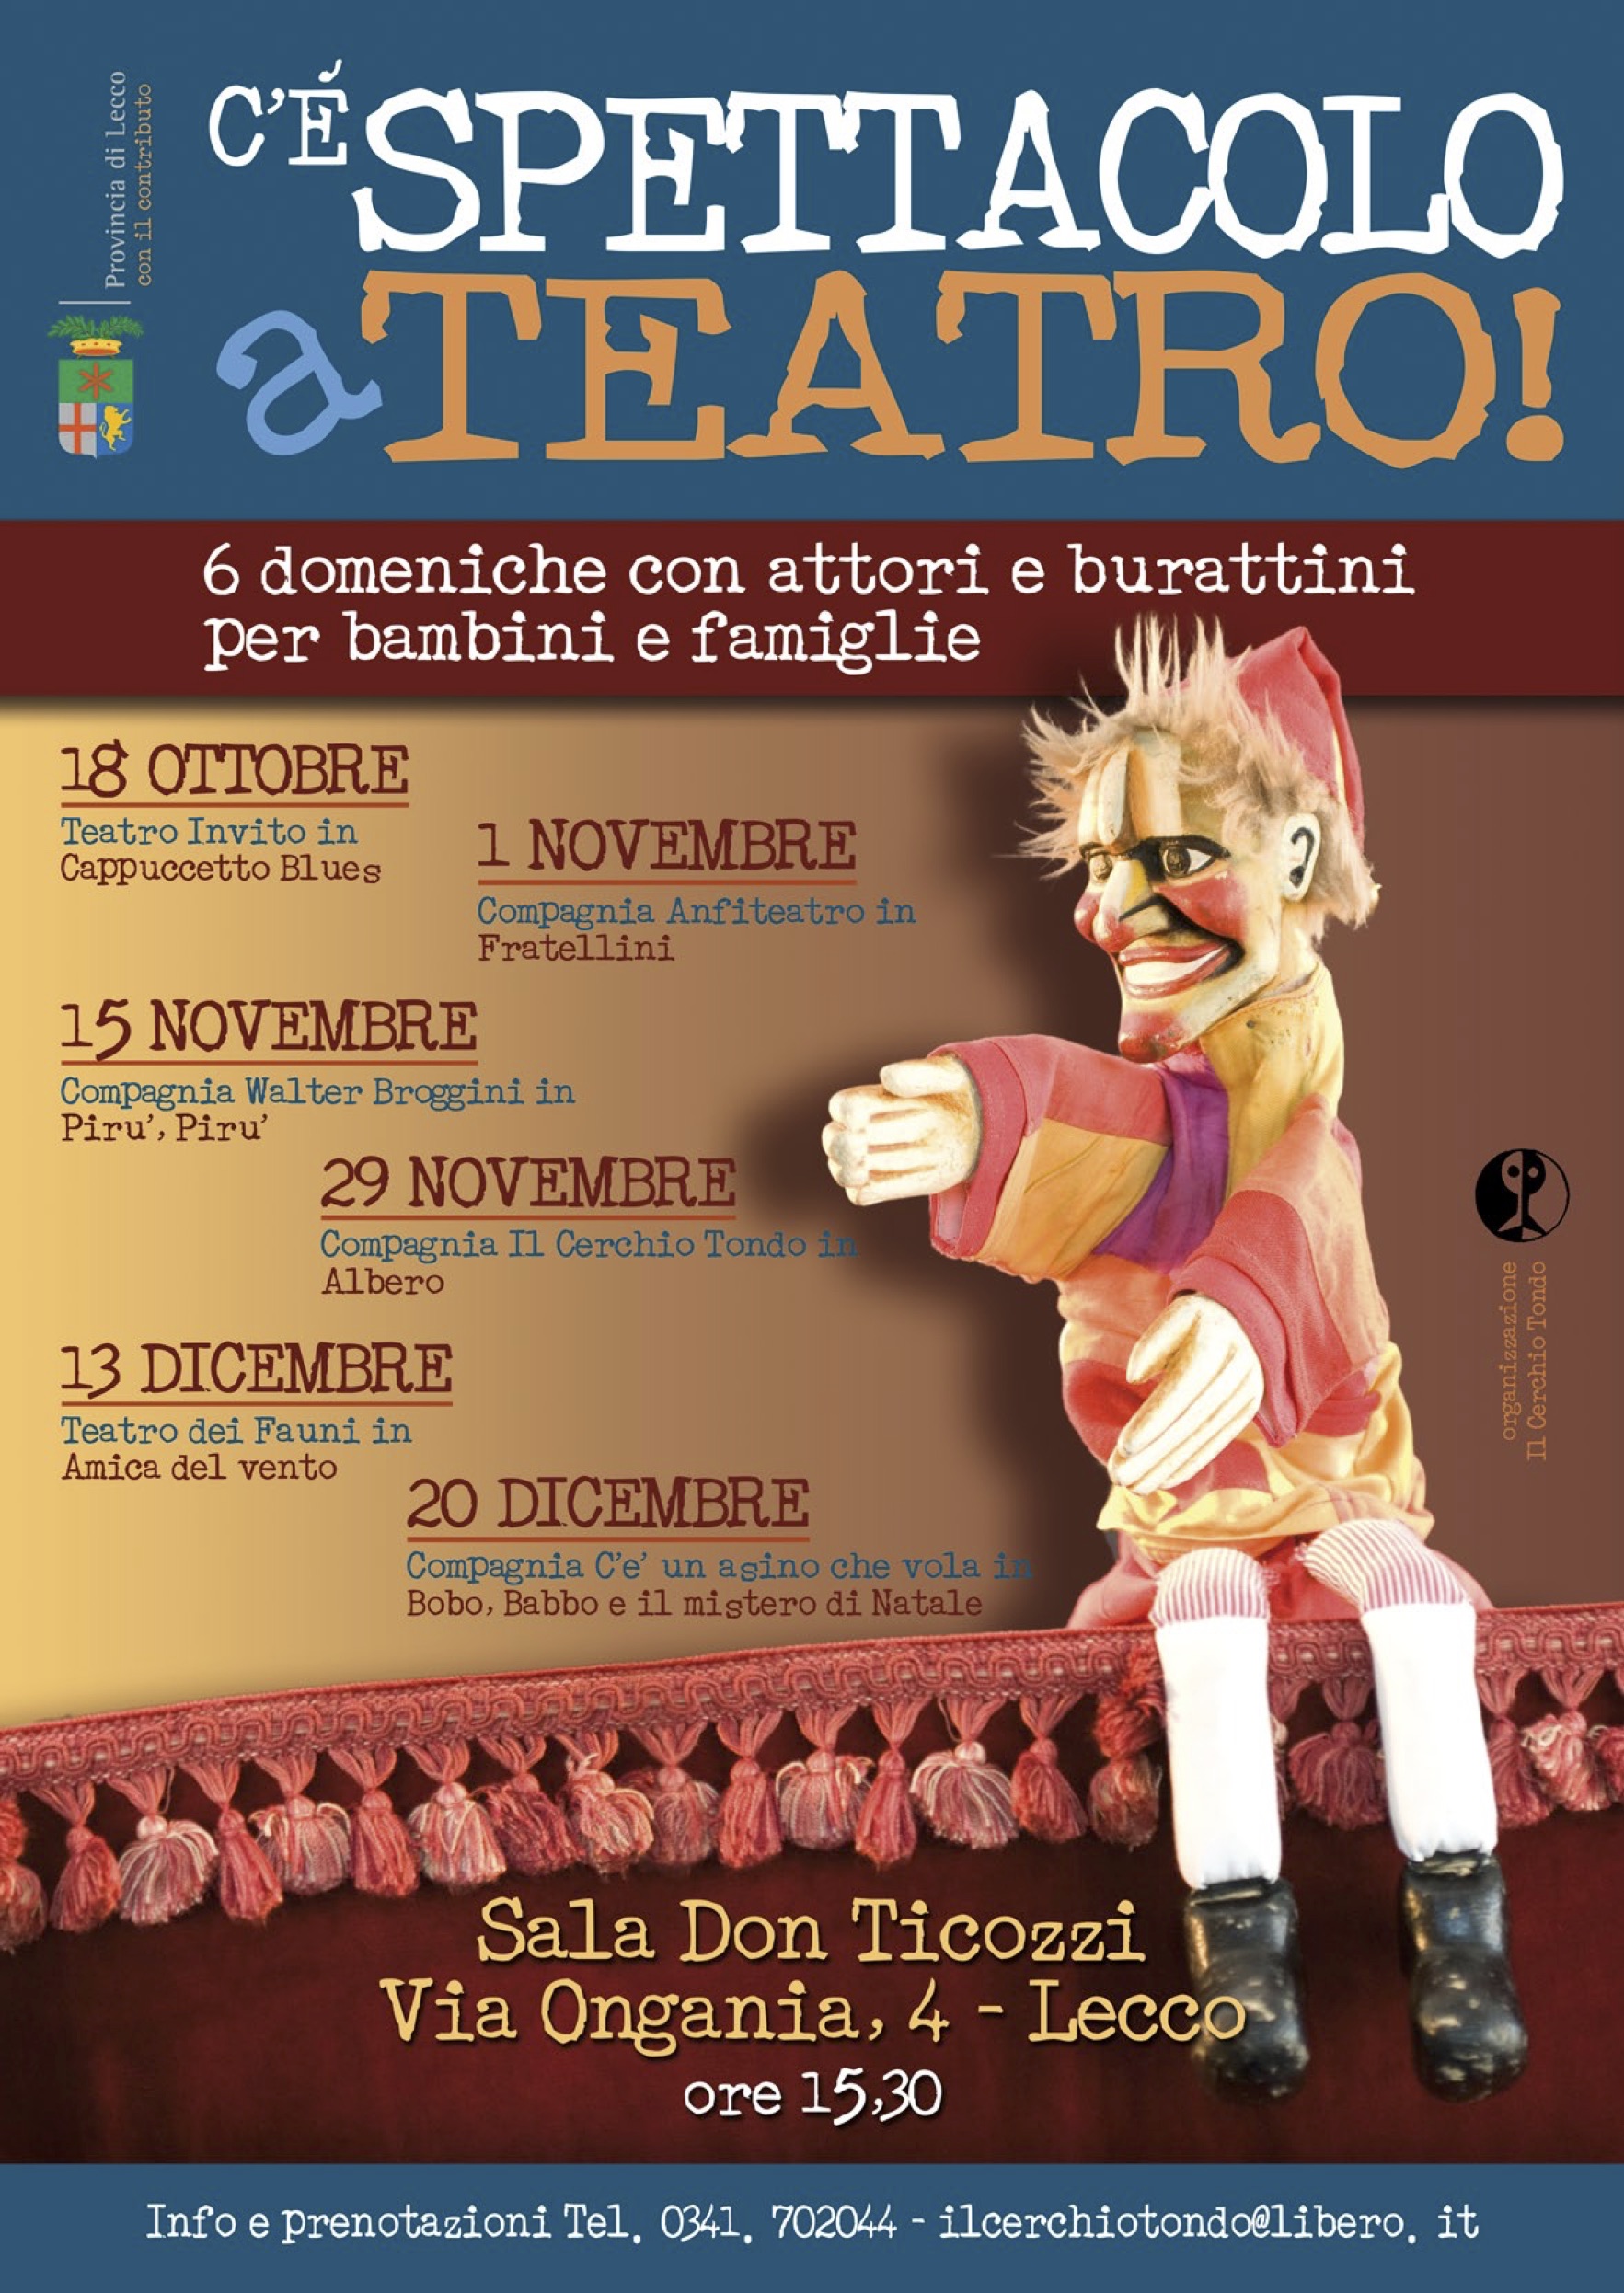 Provincia di Lecco
con il contributo
C'É SPETTACOLO
a TEATRO!
6 domeniche con attori e burattini
per bambini e famiglie
18 OTTOBRE
Teatro Invito in
Cappuccetto Blues
1 NOVEMBRE
Compagnia Anfiteatro in
Fratellini
15 NOVEMBRE
Compagnia Walter Broggini in
Piru', Piru'
29 NOVEMBRE
Compagnia Il Cerchio Tondo in
Albero
13 DICEMBRE
Teatro dei Fauni in
Amica del vento
20 DICEMBRE
Compagnia C'e' un asino che vola in
Bobo, Babbo e il mistero di Natale
organizzazione
Il Cerchio Tondo
Sala Don Ticozzi
Via Ongania, 4 - Lecco
ore 15,30
Info e prenotazioni Tel. 0341. 702044 - ilcerchiotondo@libero. it